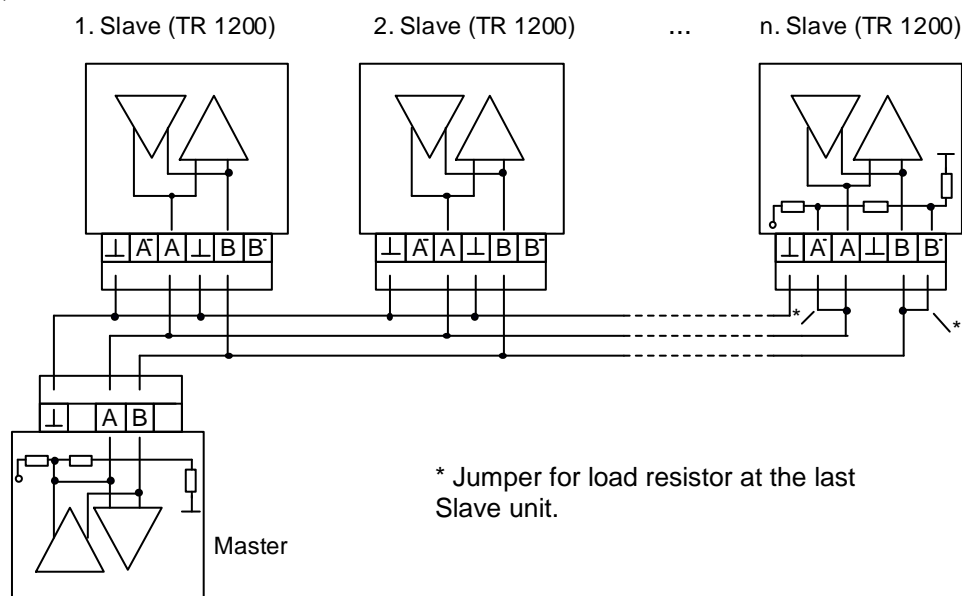 1. Slave (TR 1200) 2. Slave (TR 1200) ... n. Slave (TR 1200)
⊥ A⁻ A ⊥ B B⁻
⊥ A⁻ A ⊥ B B⁻
⊥ A⁻ A ⊥ B B⁻
* *
⊥ A B
* Jumper for load resistor at the last
Slave unit.
Master